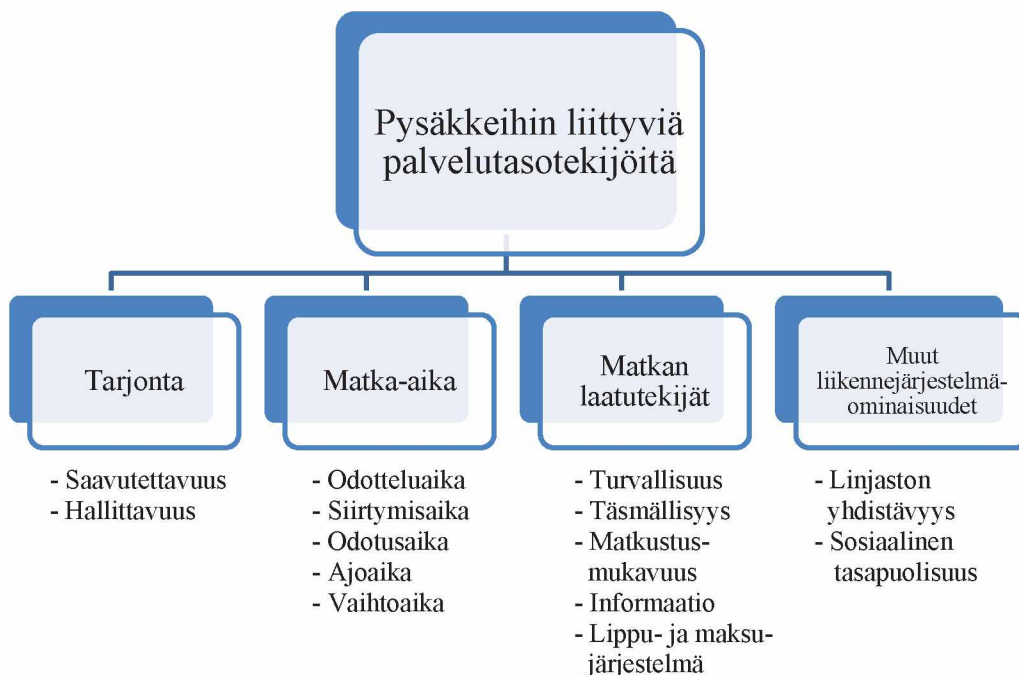 Pysäkkeihin liittyviä
palvelutasotekijöitä
Tarjonta
- Saavutettavuus
- Hallittavuus
Matka-aika
- Odotteluaika
- Siirtymisaika
- Odotusaika
- Ajoaika
- Vaihtoaika
Matkan
laatutekijät
- Turvallisuus
- Täsmällisyys
- Matkustus-
mukavuus
- Informaatio
- Lippu- ja maksu-
järjestelmä
Muut
liikennejärjestelmä-
ominaisuudet
- Linjaston
yhdistävyys
- Sosiaalinen
tasapuolisuus